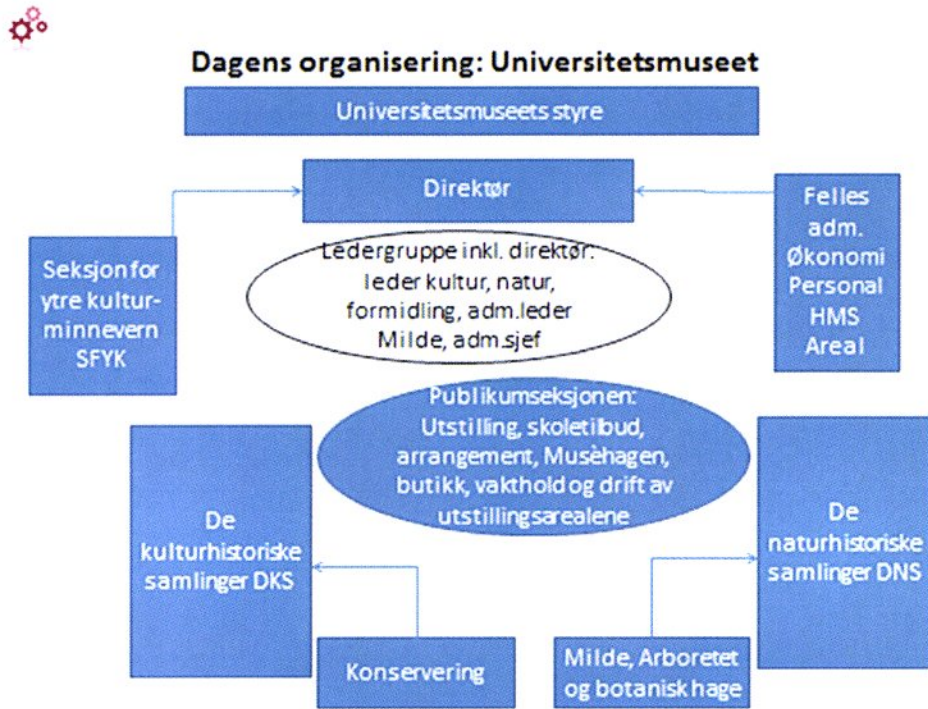 Dagens organisering: Universitetsmuseet
Universitetsmuseets styre
Direktør
Seksjon for
ytre kultur-
minnevern
SFYK
Ledergruppe inkl. direktør:
leder kultur, natur,
formidling, adm.leder
Milde, adm.sjef
Felles
adm.
Økonomi
Personal
HMS
Areal
Publikumseksjonen:
Utstilling, skoletilbud,
arrangement, Musèhagen,
butikk, vakthold og drift av
utstillingsarealene
De
kulturhistoriske
samlinger DKS
De
naturhistoriske
samlinger DNS
Konservering
Milde, Arboretet
og botanisk hage